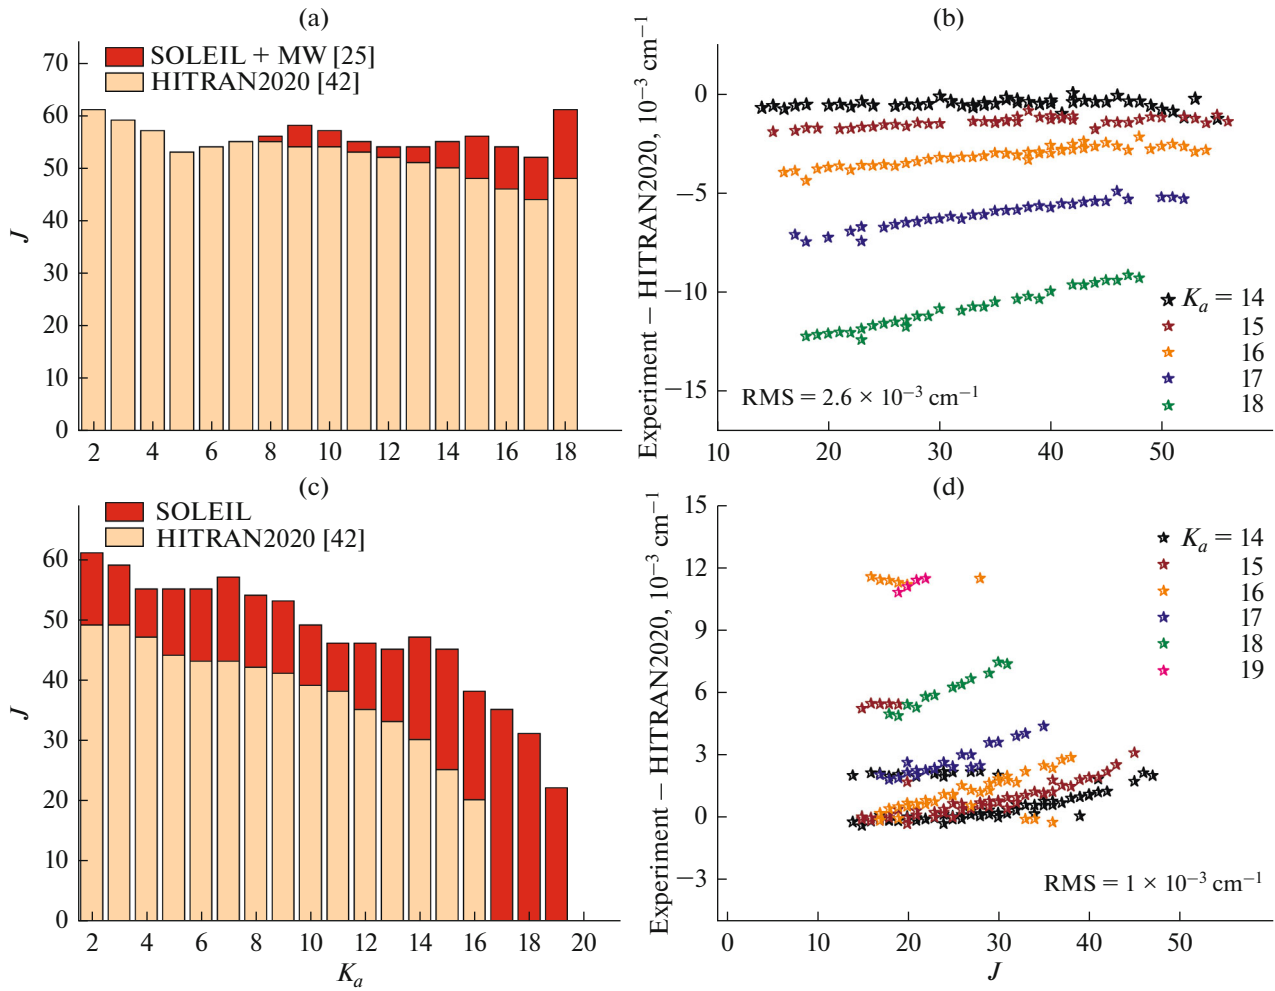 (a)
SOLEIL + MW [25]
HITRAN2020 [42]
J
70
60
50
40
30
20
10
0
2 4 6 8 10 12 14 16 18
(b)
Experiment − HITRAN2020, 10⁻³ cm⁻¹
0
−5
−10
−15
Kₐ = 14
15
16
17
18
RMS = 2.6 × 10⁻³ cm⁻¹
10 20 30 40 50
(c)
SOLEIL
HITRAN2020 [42]
J
60
50
40
30
20
10
0
2 4 6 8 10 12 14 16 18 20
Kₐ
(d)
Experiment − HITRAN2020, 10⁻³ cm⁻¹
15
12
9
6
3
0
−3
Kₐ = 14
15
16
17
18
19
RMS = 1 × 10⁻³ cm⁻¹
0 10 20 30 40 50
J